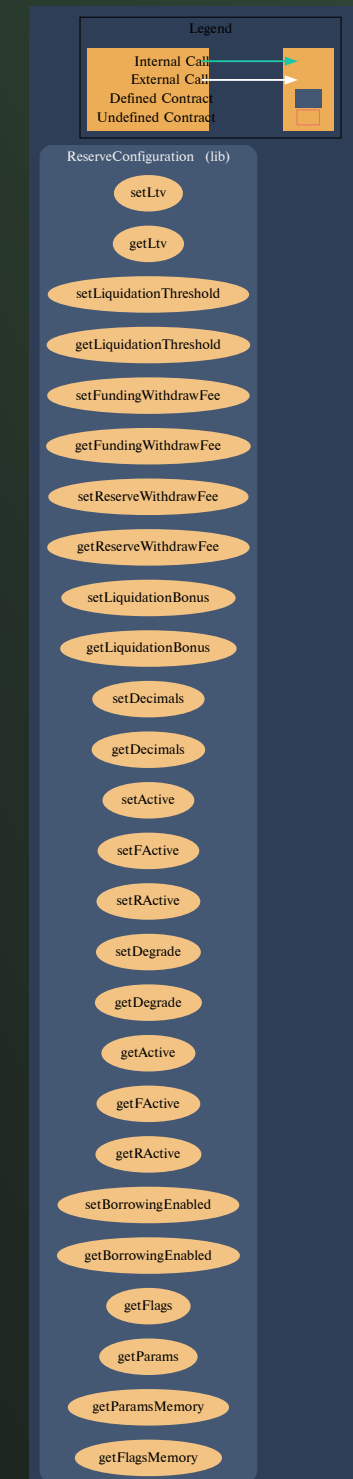 Legend
Internal Call
External Call
Defined Contract
Undefined Contract
ReserveConfiguration (lib)
setLtv
getLtv
setLiquidationThreshold
getLiquidationThreshold
setFundingWithdrawFee
getFundingWithdrawFee
setReserveWithdrawFee
getReserveWithdrawFee
setLiquidationBonus
getLiquidationBonus
setDecimals
getDecimals
setActive
setFActive
setRActive
setDegrade
getDegrade
getActive
getFActive
getRActive
setBorrowingEnabled
getBorrowingEnabled
getFlags
getParams
getParamsMemory
getFlagsMemory